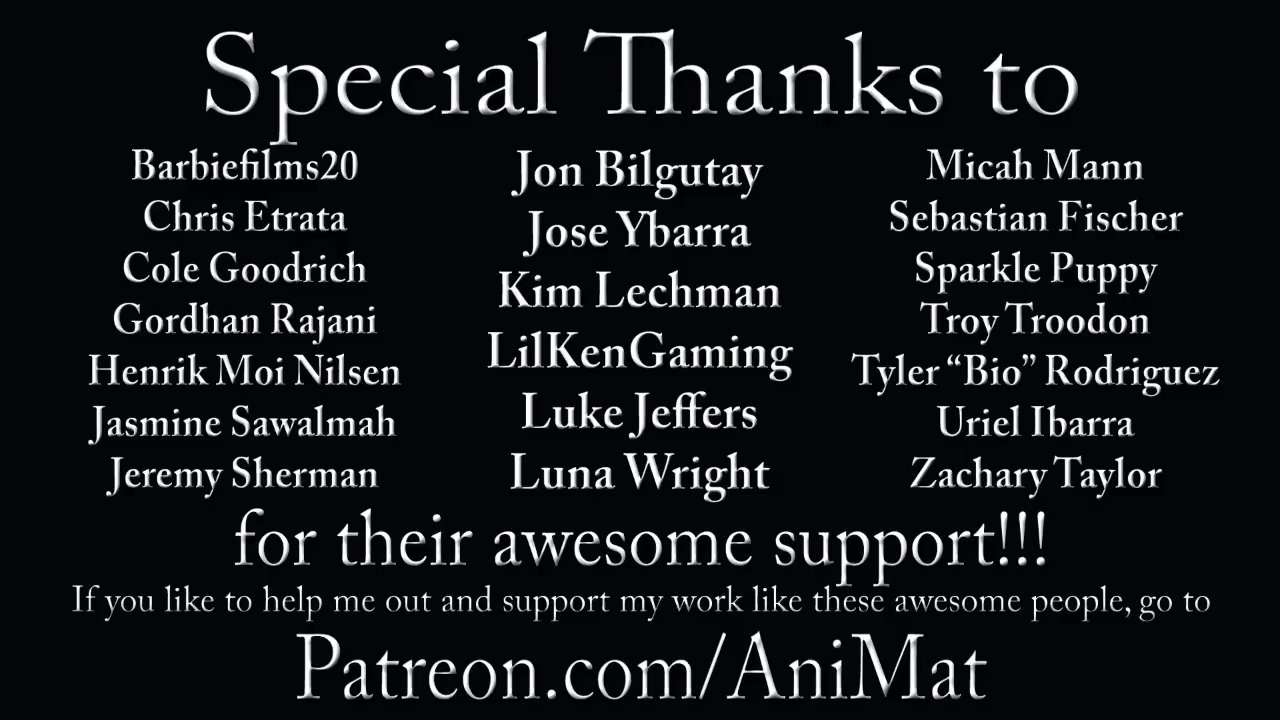 Special Thanks to
Barbiefilms20
Chris Etrata
Cole Goodrich
Gordhan Rajani
Henrik Moi Nilsen
Jasmine Sawalmah
Jeremy Sherman
Jon Bilgutay
Jose Ybarra
Kim Lechman
LilKenGaming
Luke Jeffers
Luna Wright
Micah Mann
Sebastian Fischer
Sparkle Puppy
Troy Troodon
Tyler “Bio” Rodriguez
Uriel Ibarra
Zachary Taylor
for their awesome support!!!
If you like to help me out and support my work like these awesome people, go to
Patreon.com/AniMat